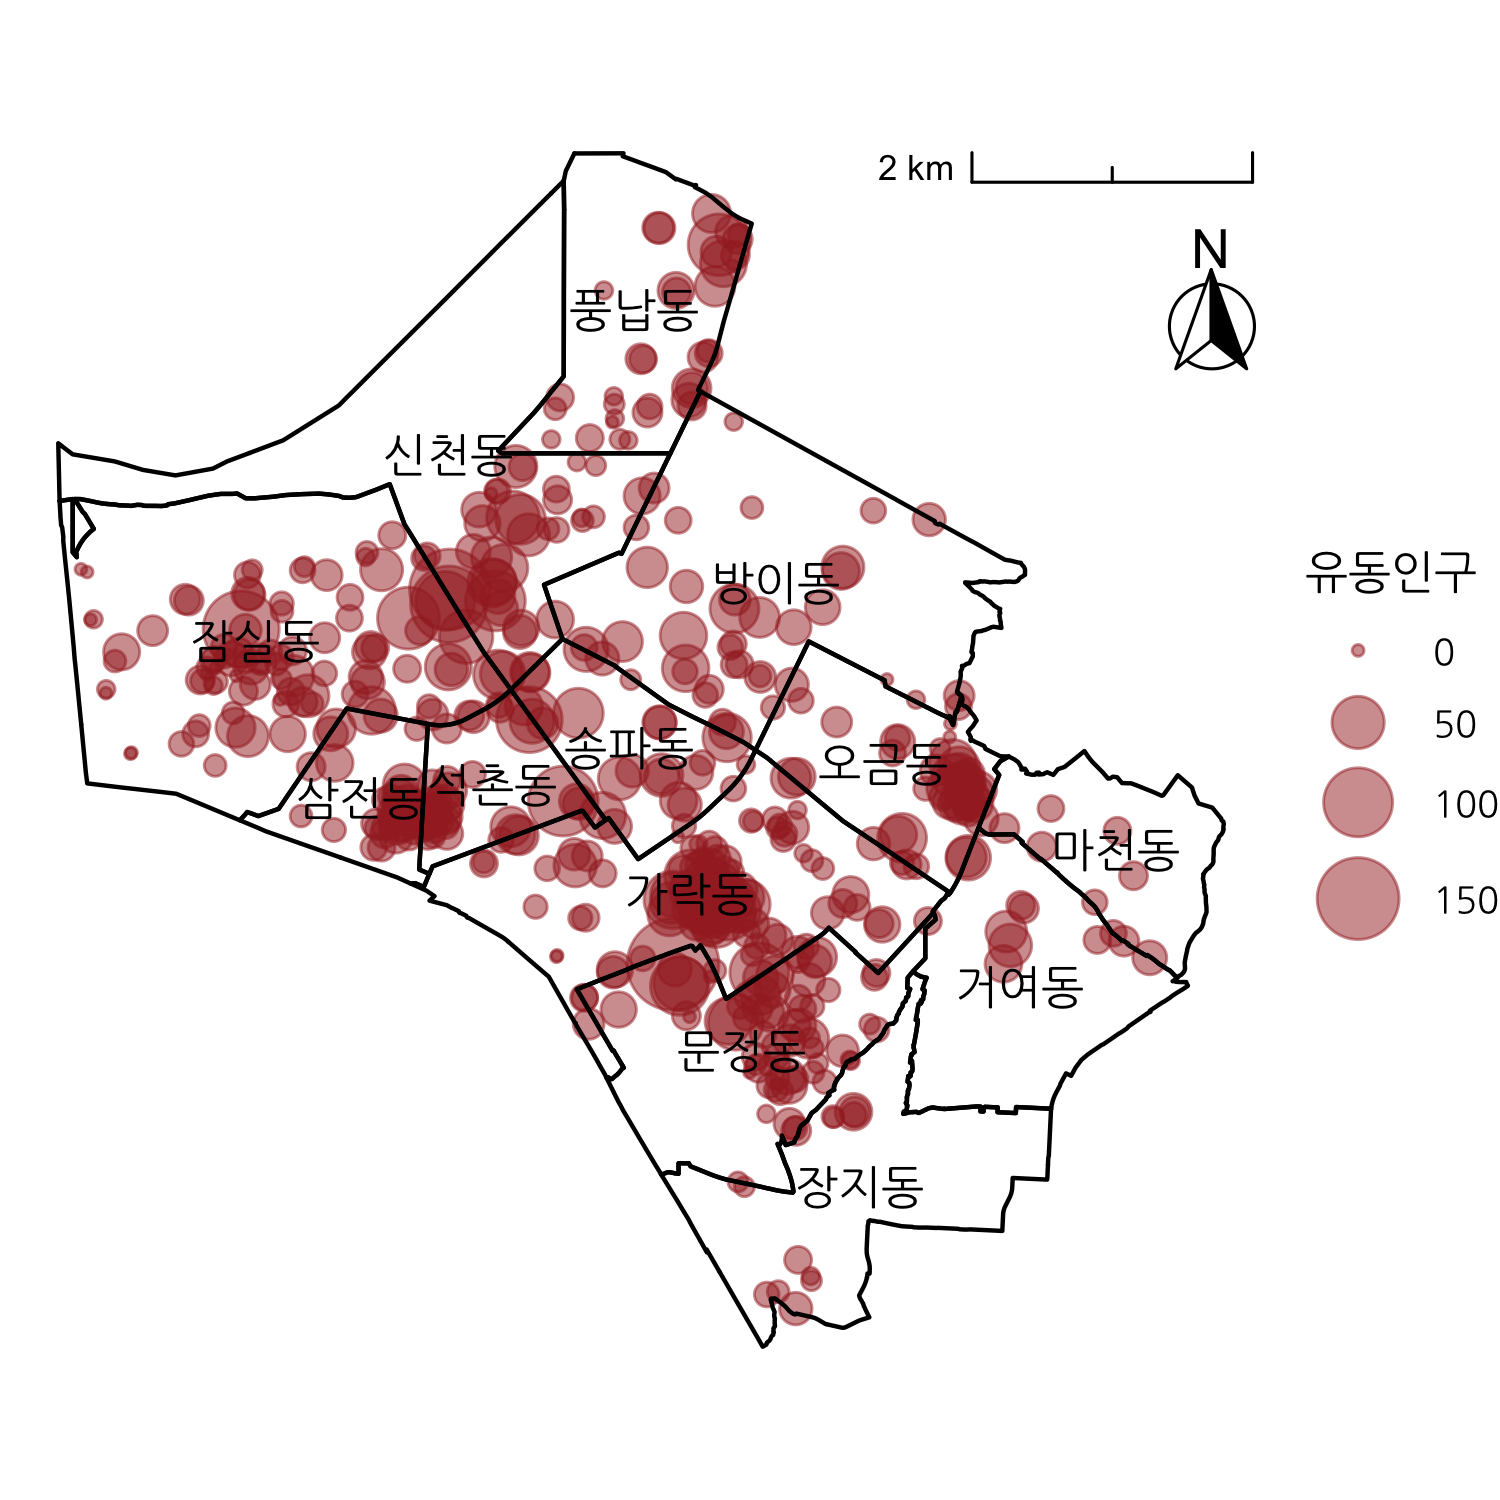 2 km
N
풍납동
신천동
유동인구
방이동
0
잠실동
50
송파동
오금동
석촌동
삼전동
100
마천동
가락동
150
거여동
문정동
장지동